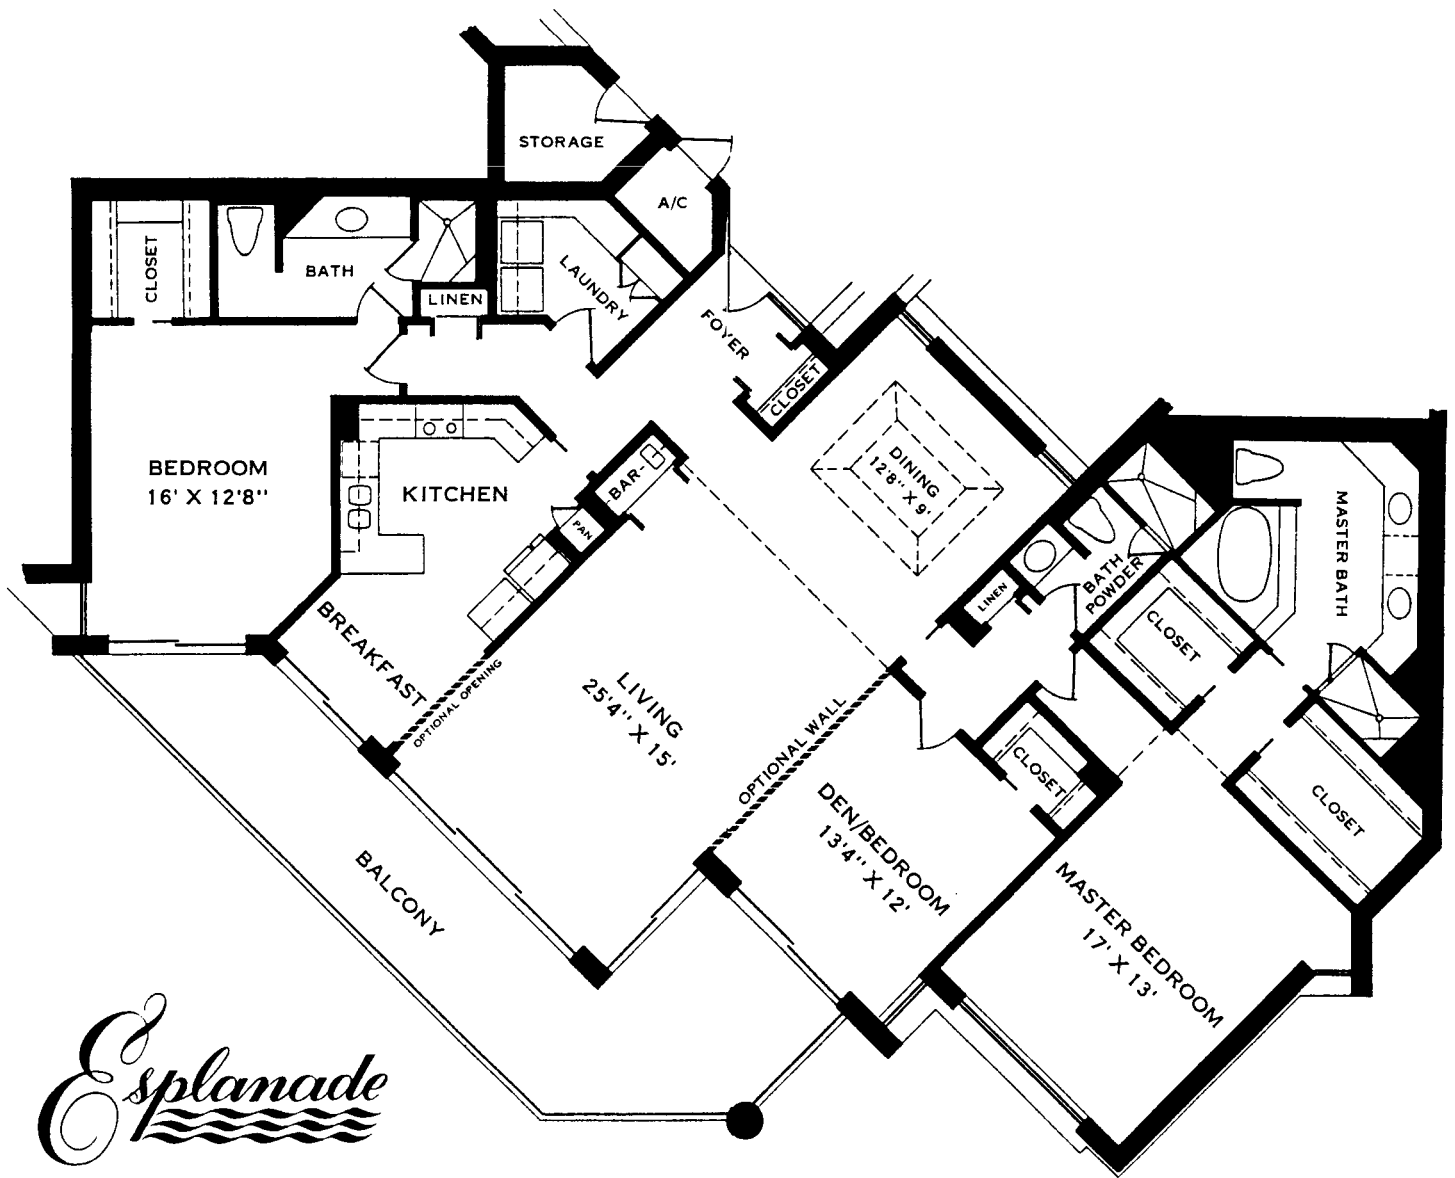 STORAGE
A/C
CLOSET
BATH
LINEN
LAUNDRY
FOYER
CLOSET
BEDROOM
16' X 12'8"
KITCHEN
BAR
PAN
DINING
12'8" X 9'
BREAKFAST
OPTIONAL OPENING
LIVING
25'4" X 15'
OPTIONAL WALL
LINEN
BATH
POWDER
CLOSET
MASTER BATH
CLOSET
CLOSET
DEN/BEDROOM
13'4" X 12'
MASTER BEDROOM
17' X 13'
BALCONY
Esplanade